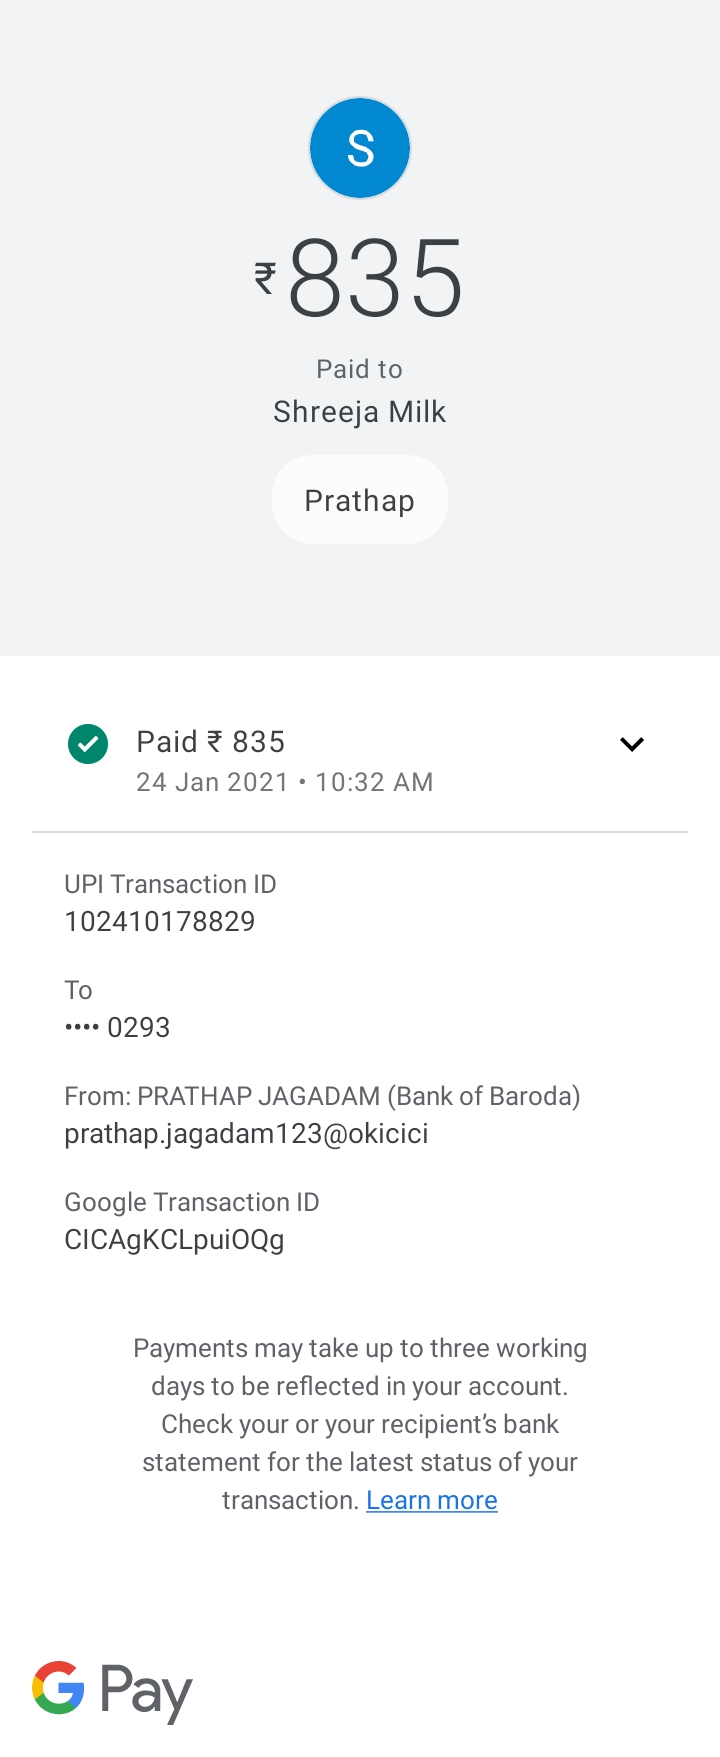 S
₹835
Paid to
Shreeja Milk
Prathap
Paid ₹ 835
24 Jan 2021 • 10:32 AM
UPI Transaction ID
102410178829
To
•••• 0293
From: PRATHAP JAGADAM (Bank of Baroda)
prathap.jagadam123@okicici
Google Transaction ID
CICAgKCLpuiOQg
Payments may take up to three working
days to be reflected in your account.
Check your or your recipient’s bank
statement for the latest status of your
transaction. Learn more
G Pay